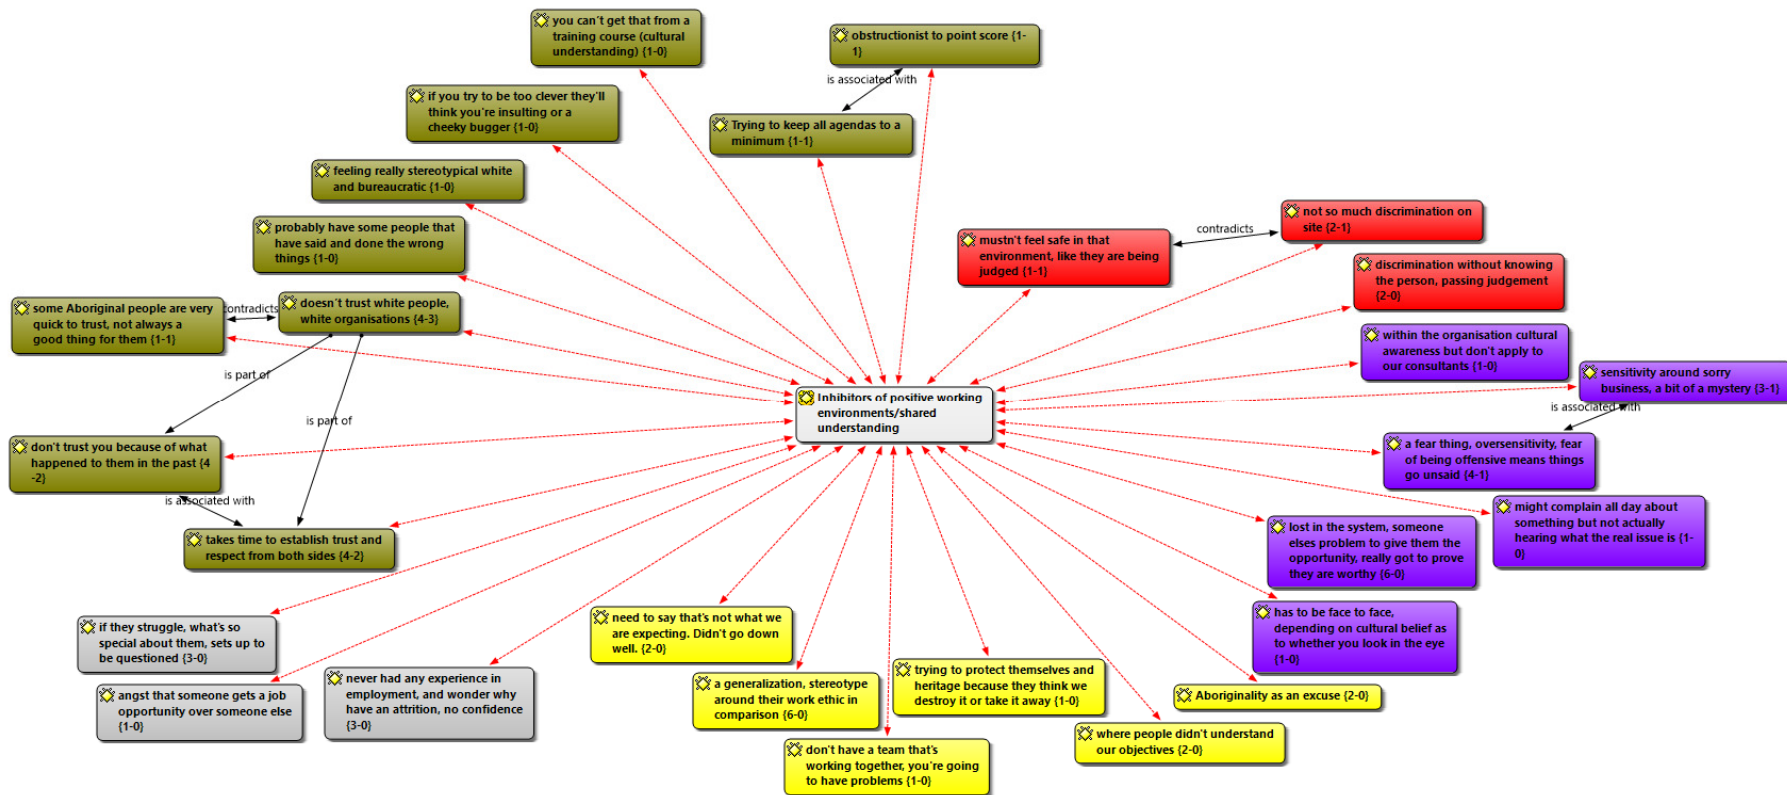 you can't get that from a
training course (cultural
understanding) {1-0}
obstructionist to point score {1-
1}
is associated with
if you try to be too clever they'll
think you're insulting or a
cheeky bugger {1-0}
Trying to keep all agendas to a
minimum {1-1}
feeling really stereotypical white
and bureaucratic {1-0}
probably have some people that
have said and done the wrong
things {1-0}
mustn't feel safe in that
environment, like they are being
judged {1-1}
contradicts
not so much discrimination on
site {2-1}
discrimination without knowing
the person, passing judgement
{2-0}
some Aboriginal people are very
quick to trust, not always a
good thing for them {1-1}
contradicts
doesn't trust white people,
white organisations {4-3}
within the organisation cultural
awareness but don't apply to
our consultants {1-0}
sensitivity around sorry
business, a bit of a mystery {3-1}
is associated with
is part of
is part of
Inhibitors of positive working
environments/shared
understanding
a fear thing, oversensitivity, fear
of being offensive means things
go unsaid {4-1}
don't trust you because of what
happened to them in the past {4
-2}
is associated with
takes time to establish trust and
respect from both sides {4-2}
might complain all day about
something but not actually
hearing what the real issue is {1-
0}
lost in the system, someone
elses problem to give them the
opportunity, really got to prove
they are worthy {6-0}
has to be face to face,
depending on cultural belief as
to whether you look in the eye
{1-0}
if they struggle, what's so
special about them, sets up to
be questioned {3-0}
need to say that's not what we
are expecting. Didn't go down
well. {2-0}
angst that someone gets a job
opportunity over someone else
{1-0}
never had any experience in
employment, and wonder why
have an attrition, no confidence
{3-0}
a generalization, stereotype
around their work ethic in
comparison {6-0}
trying to protect themselves and
heritage because they think we
destroy it or take it away {1-0}
Aboriginality as an excuse {2-0}
where people didn't understand
our objectives {2-0}
don't have a team that's
working together, you're going
to have problems {1-0}